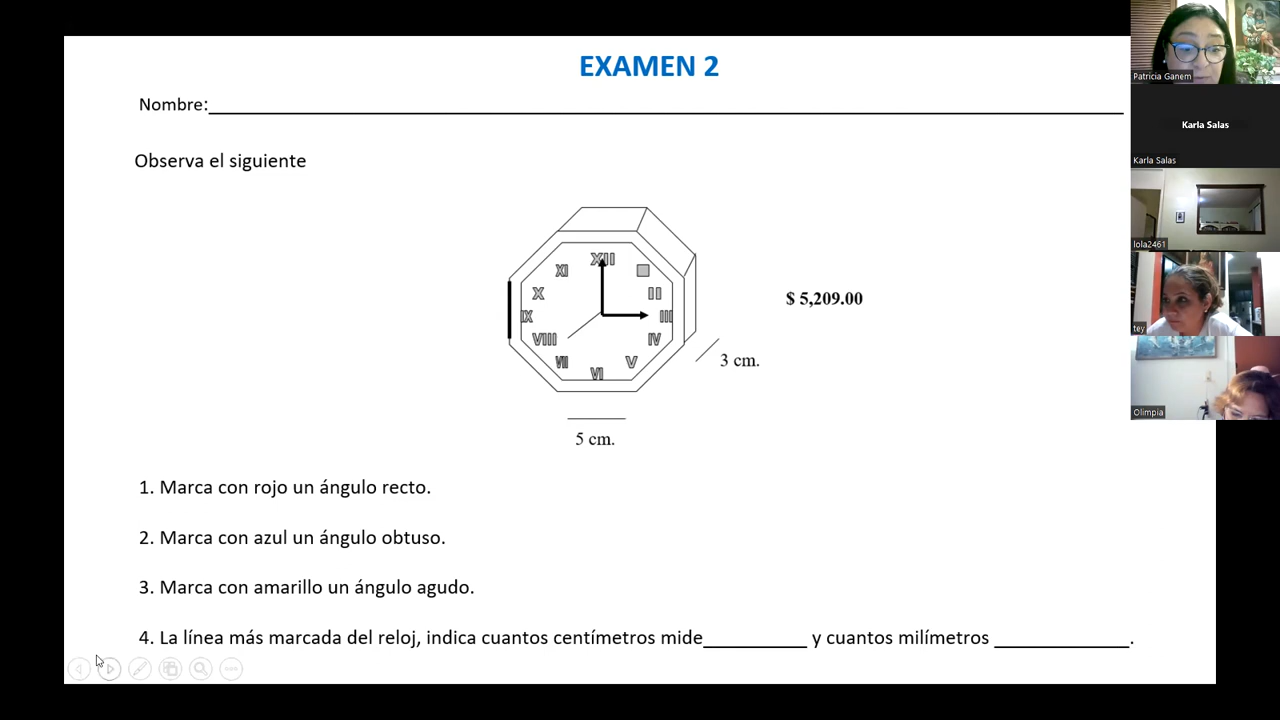 EXAMEN 2
Nombre:
Observa el siguiente
XII
XI
X
II
IX
III
VIII
IV
VII
V
VI
$ 5,209.00
3 cm.
5 cm.
1. Marca con rojo un ángulo recto.
2. Marca con azul un ángulo obtuso.
3. Marca con amarillo un ángulo agudo.
4. La línea más marcada del reloj, indica cuantos centímetros mide__________ y cuantos milímetros _____________.
Patricia Ganem
Karla Salas
Karla Salas
lola2461
tey
Olimpia